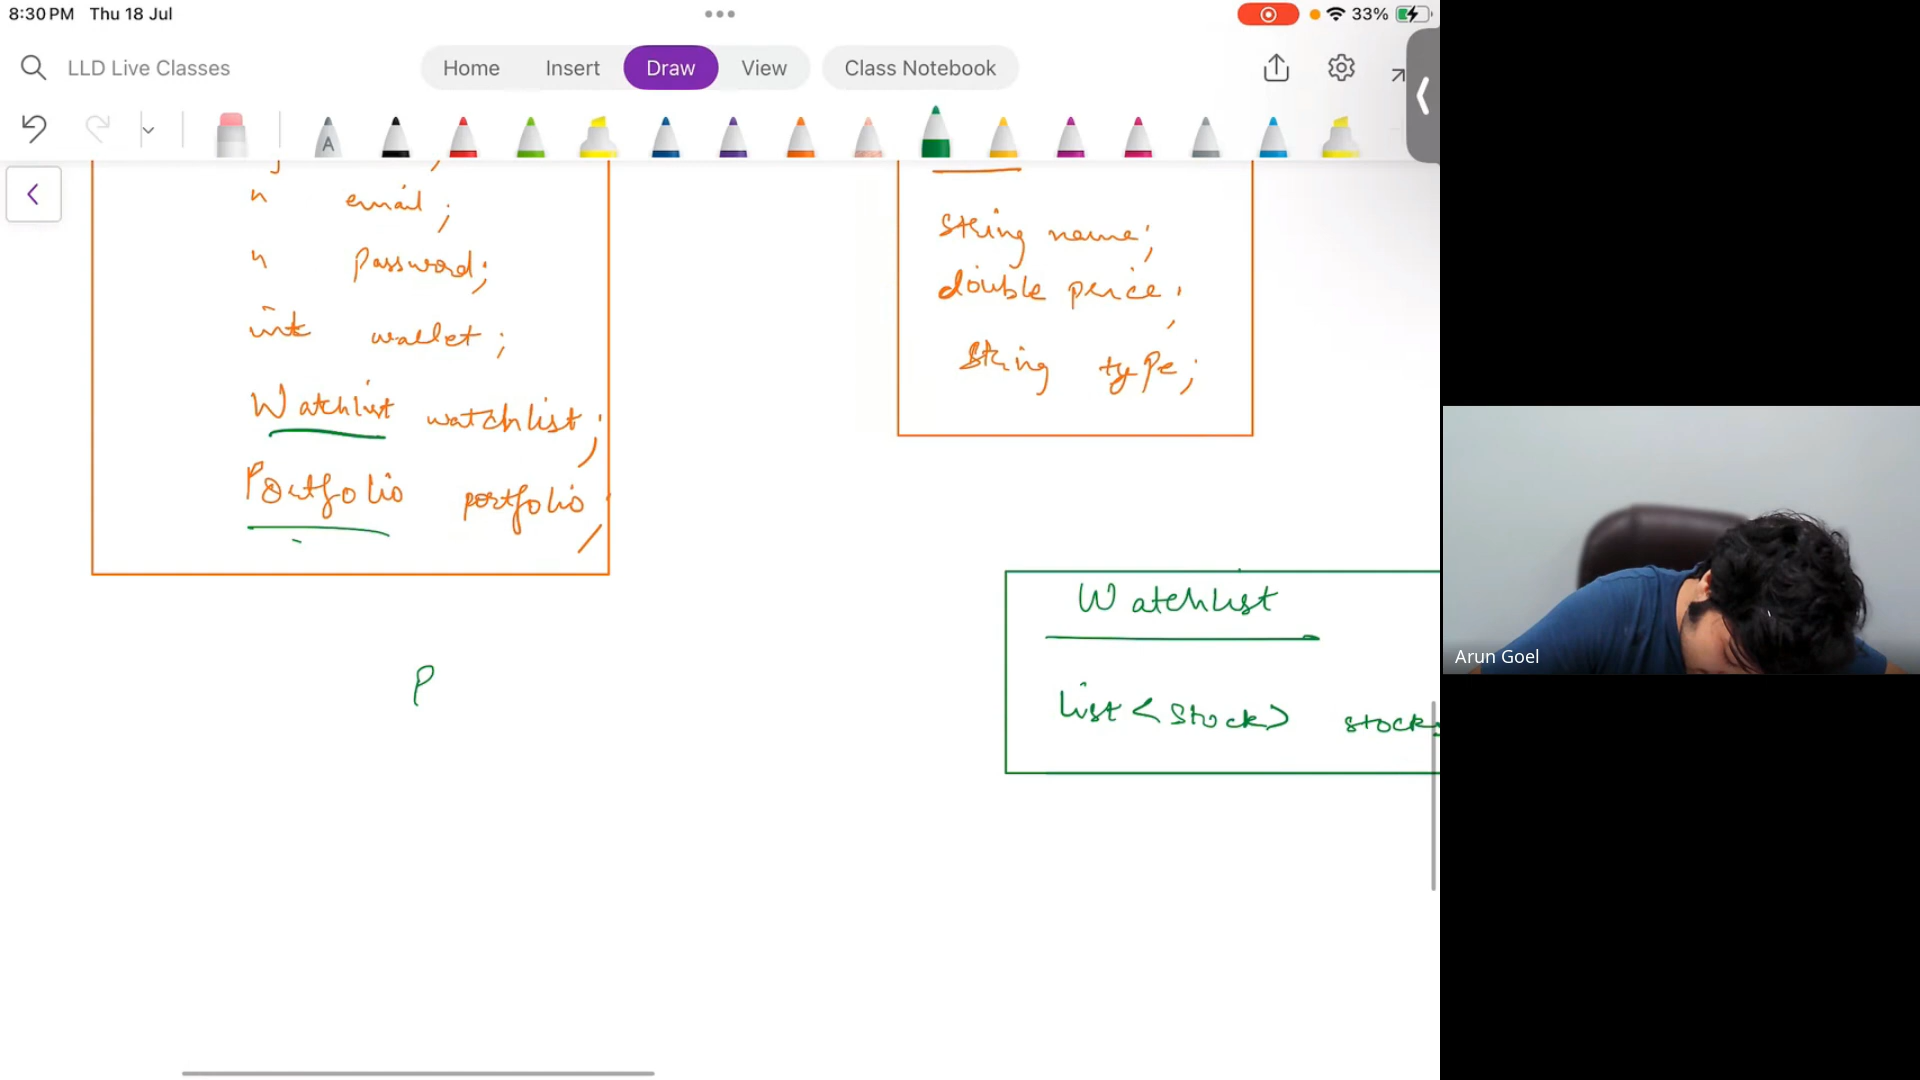 8:30 PM Thu 18 Jul
33%
LLD Live Classes
Home Insert Draw View Class Notebook
A
" email ;
" password;
int wallet ;
Watchlist watchlist ;
Portfolio portfolio ;
String name;
double price ;
String type;
Watchlist
List<Stock> stocks
P
Arun Goel